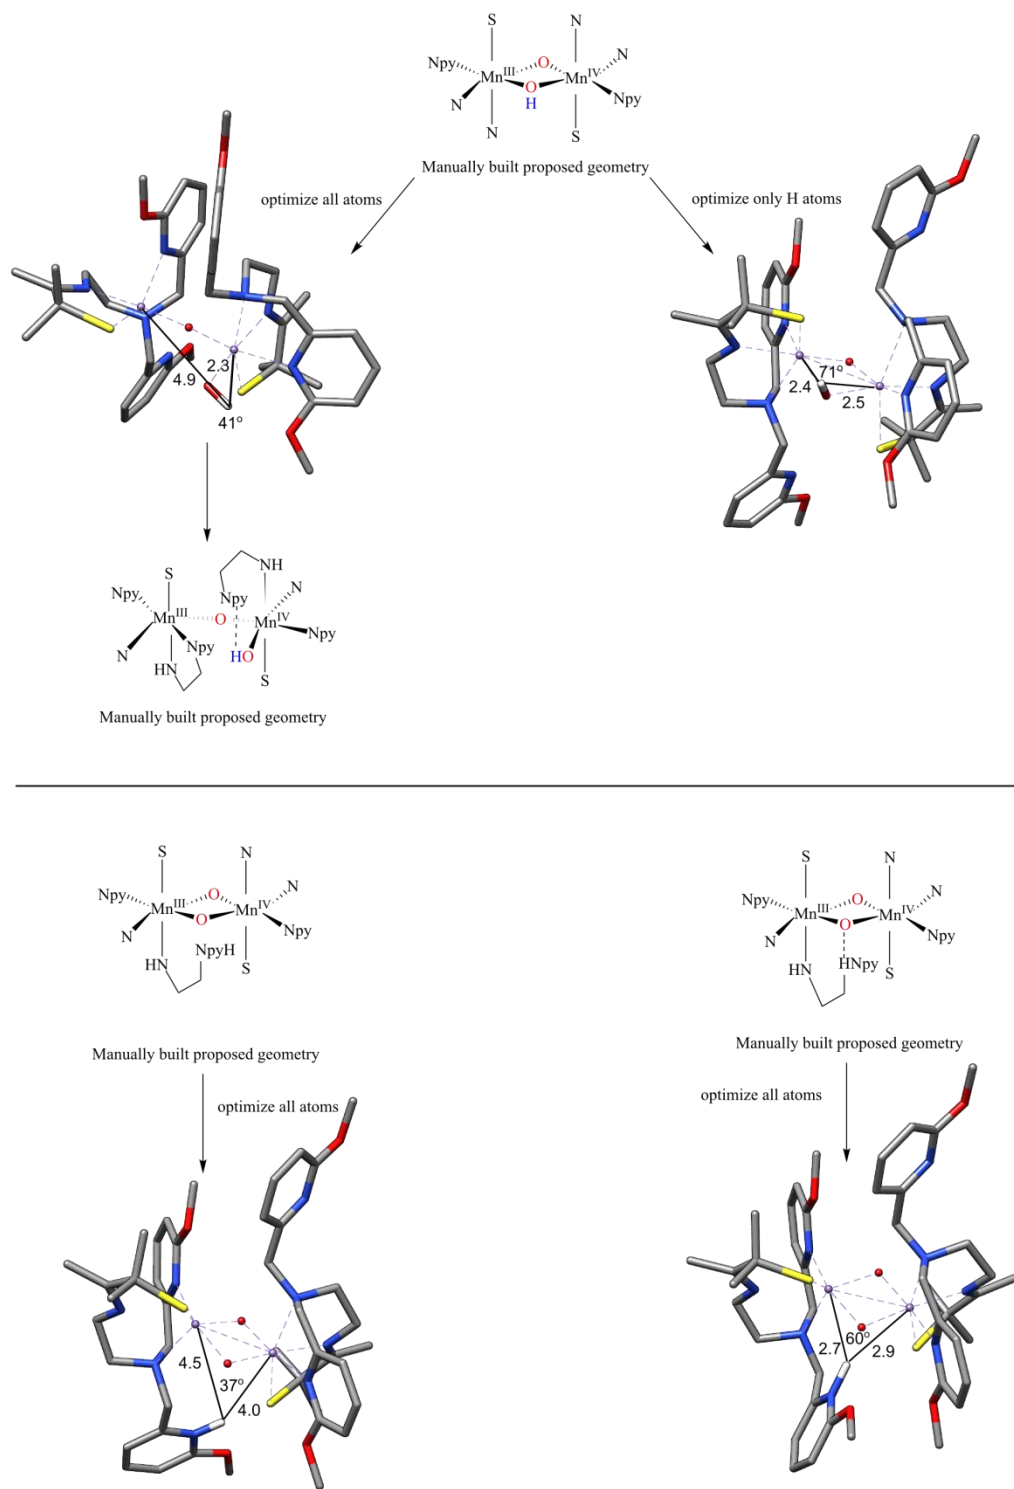 S N
Npy O N
Mn III Mn IV
O
N H Npy
N S
Manually built proposed geometry
optimize all atoms
optimize only H atoms
2.3
4.9
41°
71°
2.4
2.5
S NH
Npy Npy N
Mn III O Mn IV
Npy Npy
N HO
HN S
Manually built proposed geometry
S N
Npy O N
Mn III Mn IV
N O Npy
NpyH
HN S
Manually built proposed geometry
optimize all atoms
4.5
37°
4.0
S N
Npy O N
Mn III Mn IV
N O Npy
HNpy
HN S
Manually built proposed geometry
optimize all atoms
60°
2.7 2.9